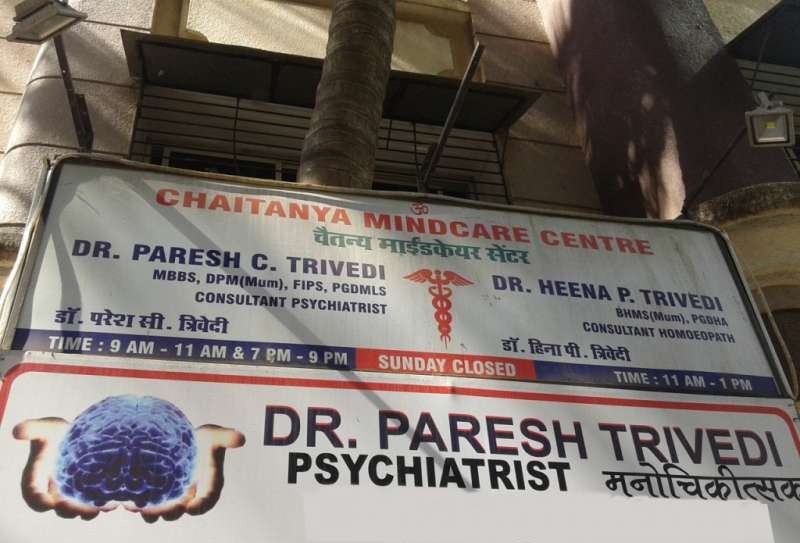 ॐ
CHAITANYA MINDCARE CENTRE
चैतन्य माईंडकेयर सेंटर
DR. PARESH C. TRIVEDI
MBBS, DPM(Mum), FIPS, PGDMLS
CONSULTANT PSYCHIATRIST
डॉ. परेश सी. त्रिवेदी
TIME : 9 AM - 11 AM & 7 PM - 9 PM
SUNDAY CLOSED
DR. HEENA P. TRIVEDI
BHMS(Mum), PGDHA
CONSULTANT HOMOEOPATH
डॉ. हिना पी. त्रिवेदी
TIME : 11 AM - 1 PM
DR. PARESH TRIVEDI
PSYCHIATRIST मनोचिकीत्सक